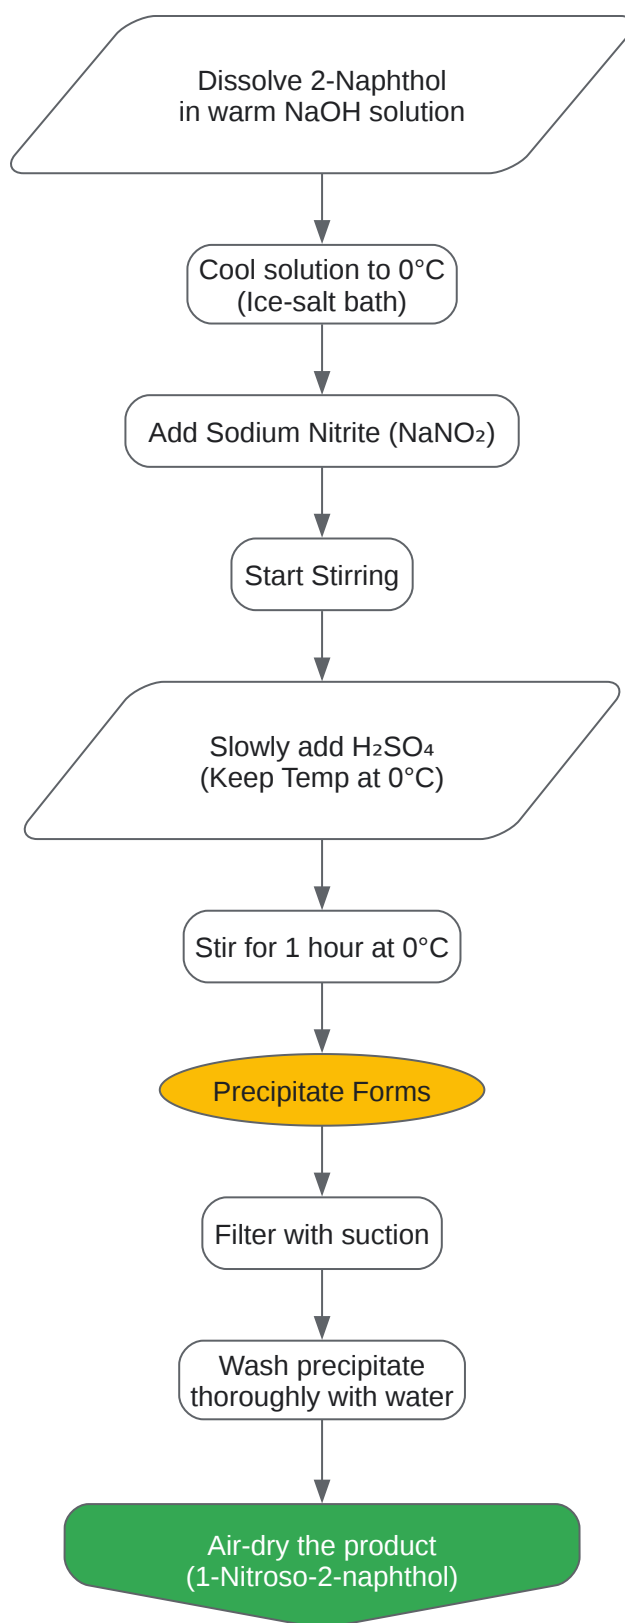 Dissolve 2-Naphthol
in warm NaOH solution
Cool solution to 0°C
(Ice-salt bath)
Add Sodium Nitrite (NaNO₂)
Start Stirring
Slowly add H₂SO₄
(Keep Temp at 0°C)
Stir for 1 hour at 0°C
Precipitate Forms
Filter with suction
Wash precipitate
thoroughly with water
Air-dry the product
(1-Nitroso-2-naphthol)